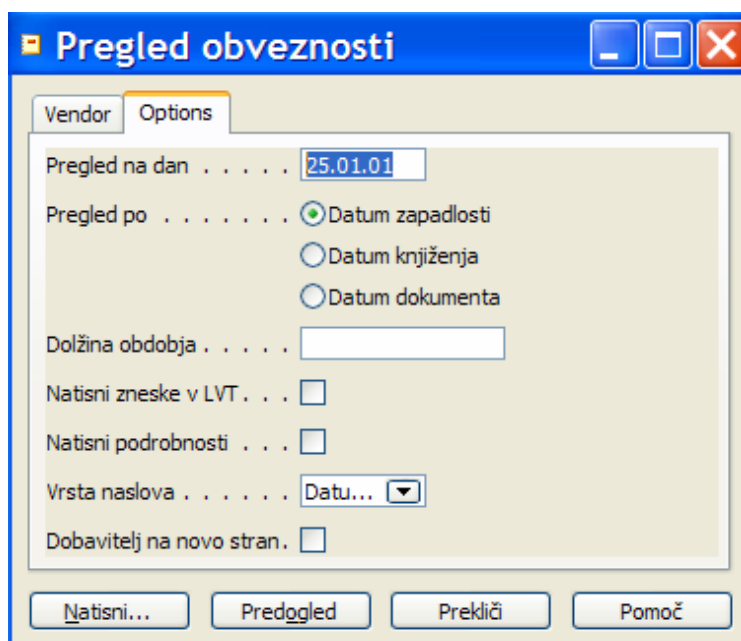 Pregled obveznosti
Vendor Options
Pregled na dan . . . . . 25.01.01
Pregled po . . . . . . . Datum zapadlosti
Datum knjiženja
Datum dokumenta
Dolžina obdobja . . . . .
Natisni zneske v LVT . . .
Natisni podrobnosti . . .
Vrsta naslova . . . . . . Datu...
Dobavitelj na novo stran .
Natisni... Predogled Prekliči Pomoč